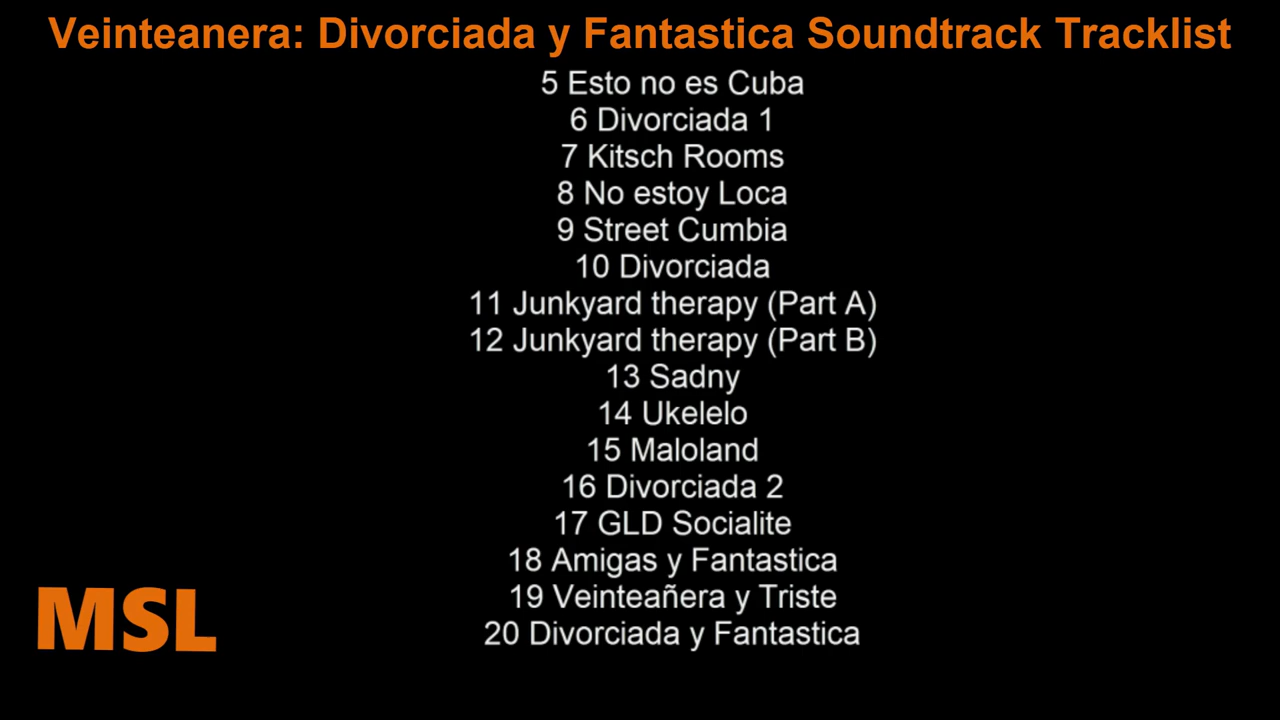 Veinteanera: Divorciada y Fantastica Soundtrack Tracklist
5 Esto no es Cuba
6 Divorciada 1
7 Kitsch Rooms
8 No estoy Loca
9 Street Cumbia
10 Divorciada
11 Junkyard therapy (Part A)
12 Junkyard therapy (Part B)
13 Sadny
14 Ukelelo
15 Maloland
16 Divorciada 2
17 GLD Socialite
18 Amigas y Fantastica
19 Veinteañera y Triste
20 Divorciada y Fantastica
MSL